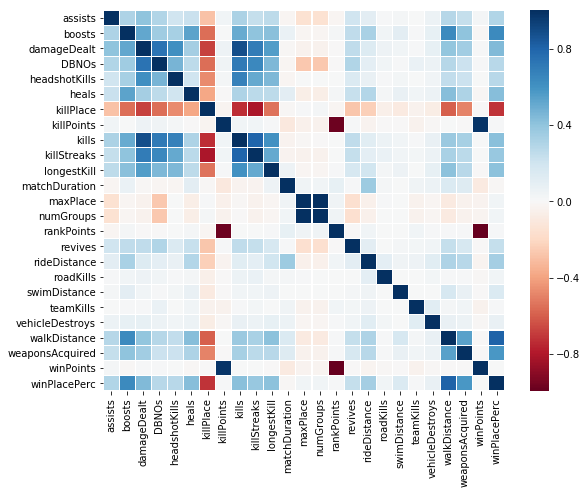 assists
boosts
damageDealt
DBNOs
headshotKills
heals
killPlace
killPoints
kills
killStreaks
longestKill
matchDuration
maxPlace
numGroups
rankPoints
revives
rideDistance
roadKills
swimDistance
teamKills
vehicleDestroys
walkDistance
weaponsAcquired
winPoints
winPlacePerc
assists
boosts
damageDealt
DBNOs
headshotKills
heals
killPlace
killPoints
kills
killStreaks
longestKill
matchDuration
maxPlace
numGroups
rankPoints
revives
rideDistance
roadKills
swimDistance
teamKills
vehicleDestroys
walkDistance
weaponsAcquired
winPoints
winPlacePerc
0.8
0.4
0.0
−0.4
−0.8